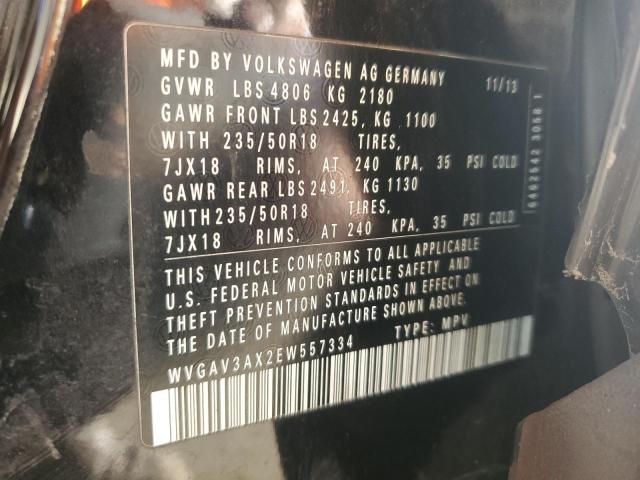 MFD BY VOLKSWAGEN AG GERMANY 11/13
GVWR LBS 4806 KG 2180
GAWR FRONT LBS 2425, KG 1100
WITH 235/50R18 TIRES,
7JX18 RIMS, AT 240 KPA, 35 PSI COLD
GAWR REAR LBS 2491, KG 1130
WITH 235/50R18 TIRES,
7JX18 RIMS, AT 240 KPA, 35 PSI COLD
THIS VEHICLE CONFORMS TO ALL APPLICABLE
U.S. FEDERAL MOTOR VEHICLE SAFETY AND
THEFT PREVENTION STANDARDS IN EFFECT ON
THE DATE OF MANUFACTURE SHOWN ABOVE.
TYPE: MPV
WVGAV3AX2EW557334